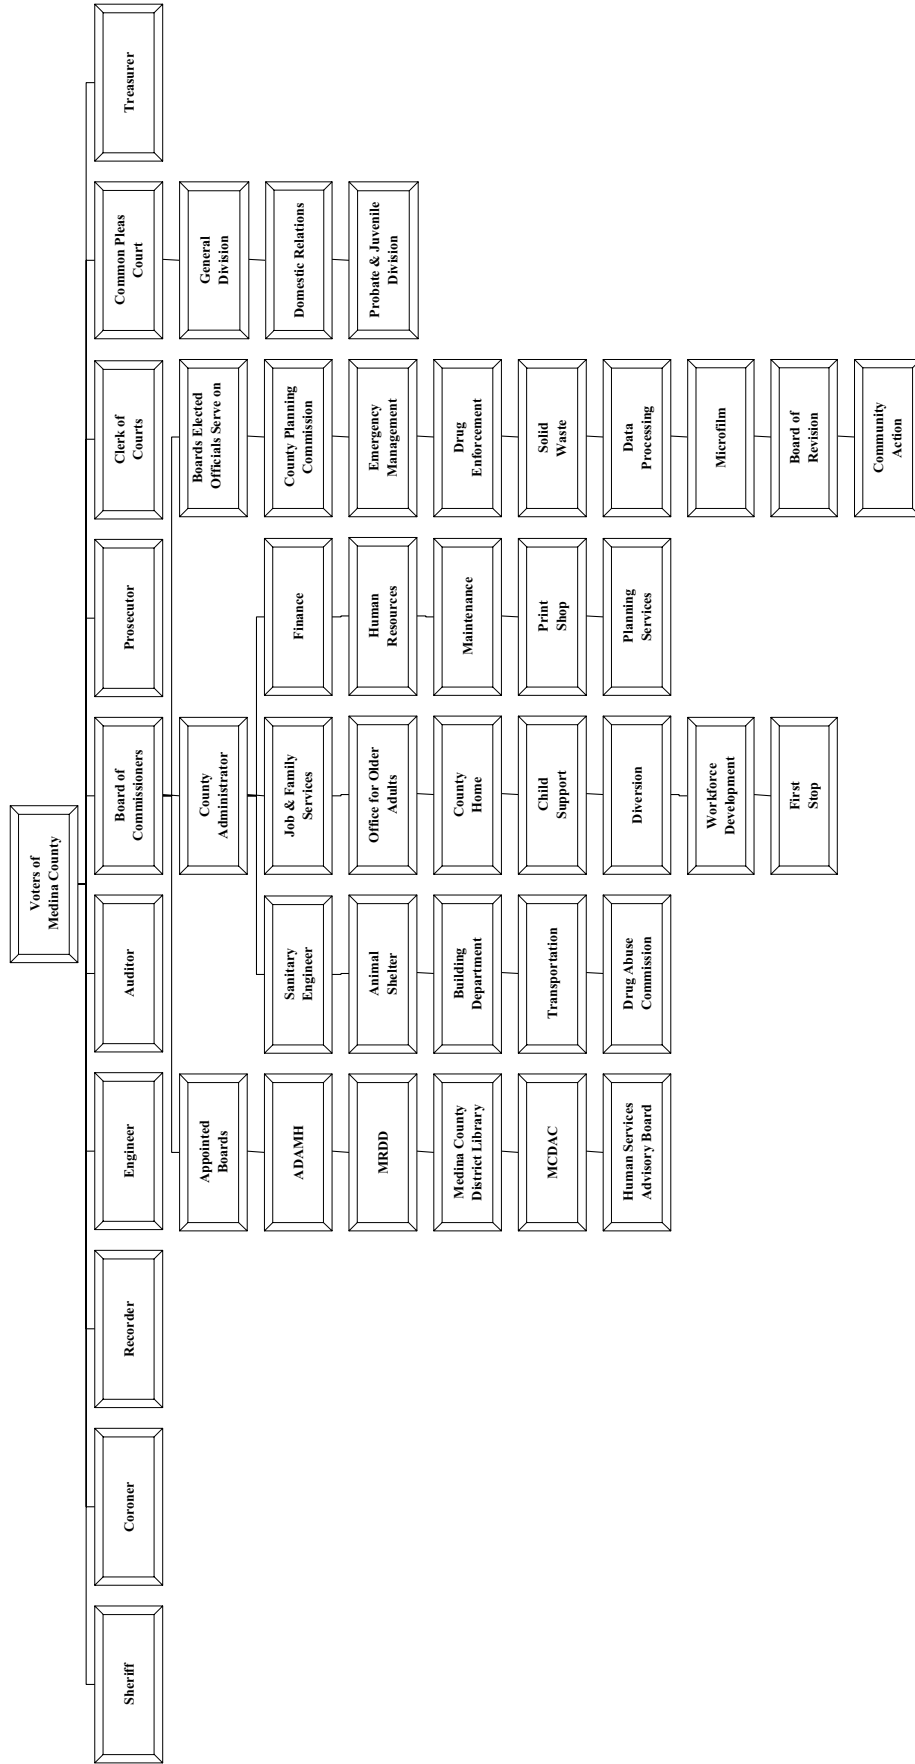 Voters of
Medina County
Sheriff
Coroner
Recorder
Engineer
Auditor
Board of
Commissioners
Prosecutor
Clerk of
Courts
Common Pleas
Court
Treasurer
Appointed
Boards
County
Administrator
Boards Elected
Officials Serve on
General
Division
ADAMH
Sanitary
Engineer
Job & Family
Services
Finance
County Planning
Commission
Domestic Relations
MRDD
Animal
Shelter
Office for Older
Adults
Human
Resources
Emergency
Management
Probate & Juvenile
Division
Medina County
District Library
Building
Department
County
Home
Maintenance
Drug
Enforcement
MCDAC
Transportation
Child
Support
Print
Shop
Solid
Waste
Human Services
Advisory Board
Drug Abuse
Commission
Diversion
Planning
Services
Data
Processing
Workforce
Development
Microfilm
First
Stop
Board of
Revision
Community
Action